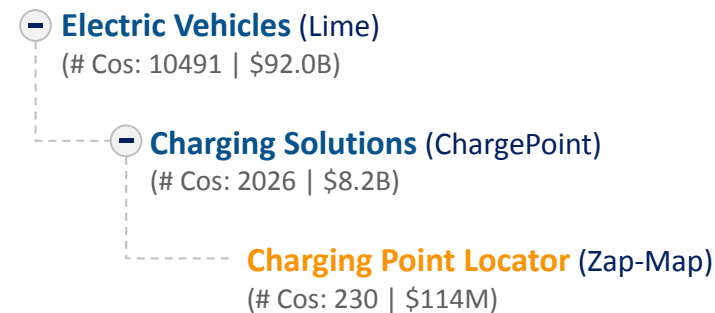 Electric Vehicles (Lime)
(# Cos: 10491 | $92.0B)
Charging Solutions (ChargePoint)
(# Cos: 2026 | $8.2B)
Charging Point Locator (Zap-Map)
(# Cos: 230 | $114M)